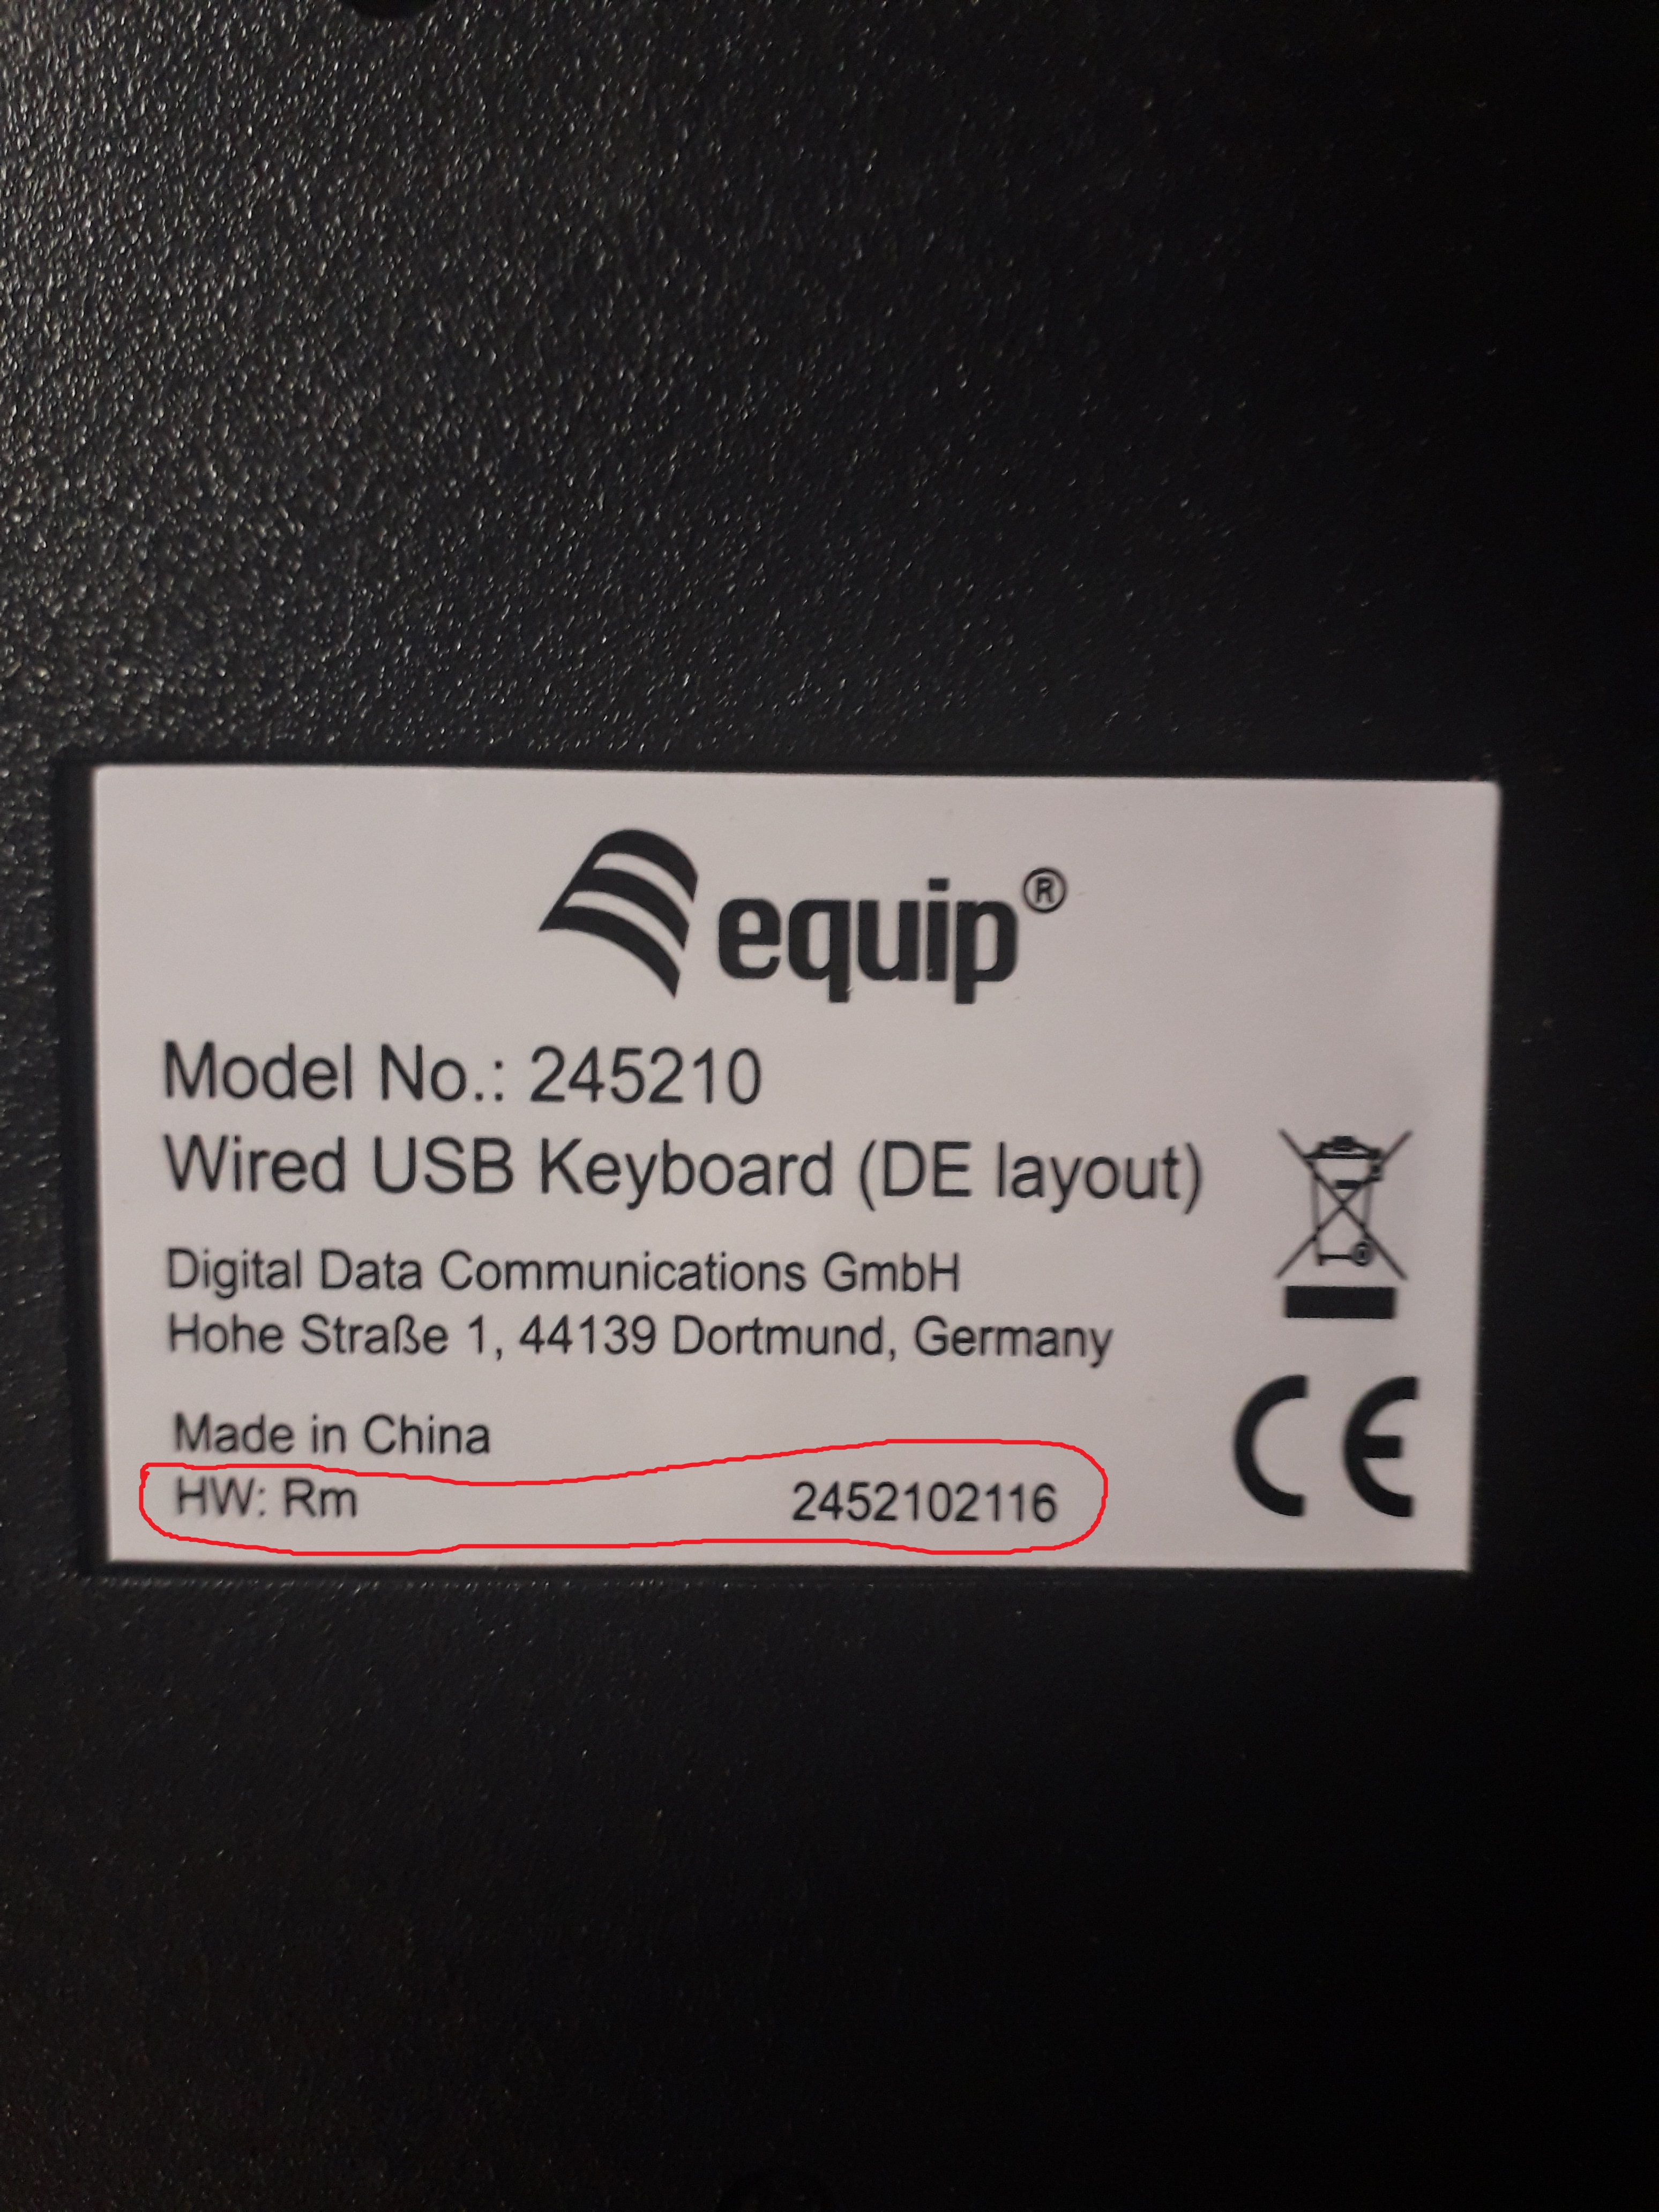 equip®
Model No.: 245210
Wired USB Keyboard (DE layout)
Digital Data Communications GmbH
Hohe Straße 1, 44139 Dortmund, Germany
Made in China
HW: Rm 2452102116
CE